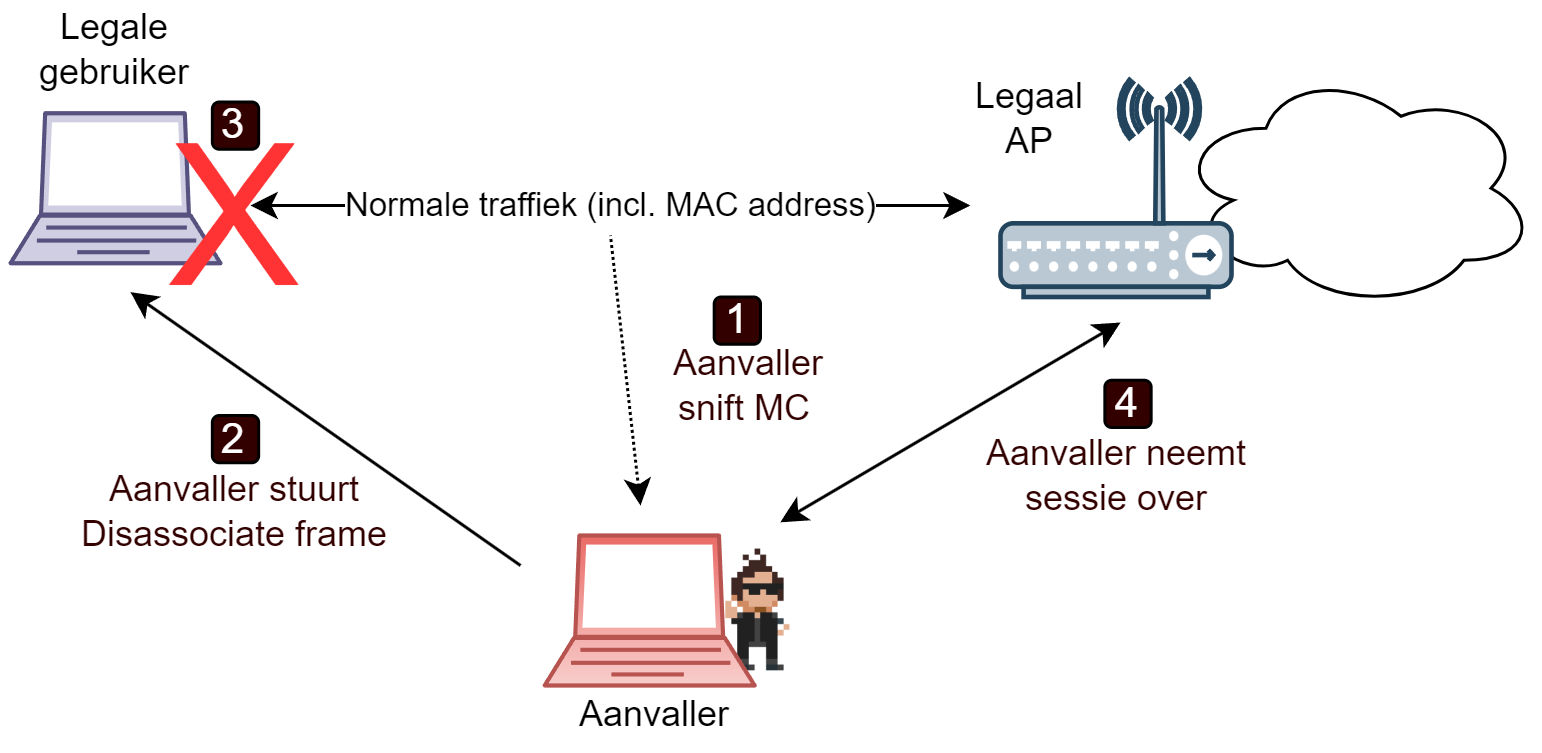 Legale
gebruiker
3
Legaal
AP
Normale traffiek (incl. MAC address)
1
Aanvaller
snift MC
2
Aanvaller stuurt
Disassociate frame
4
Aanvaller neemt
sessie over
Aanvaller